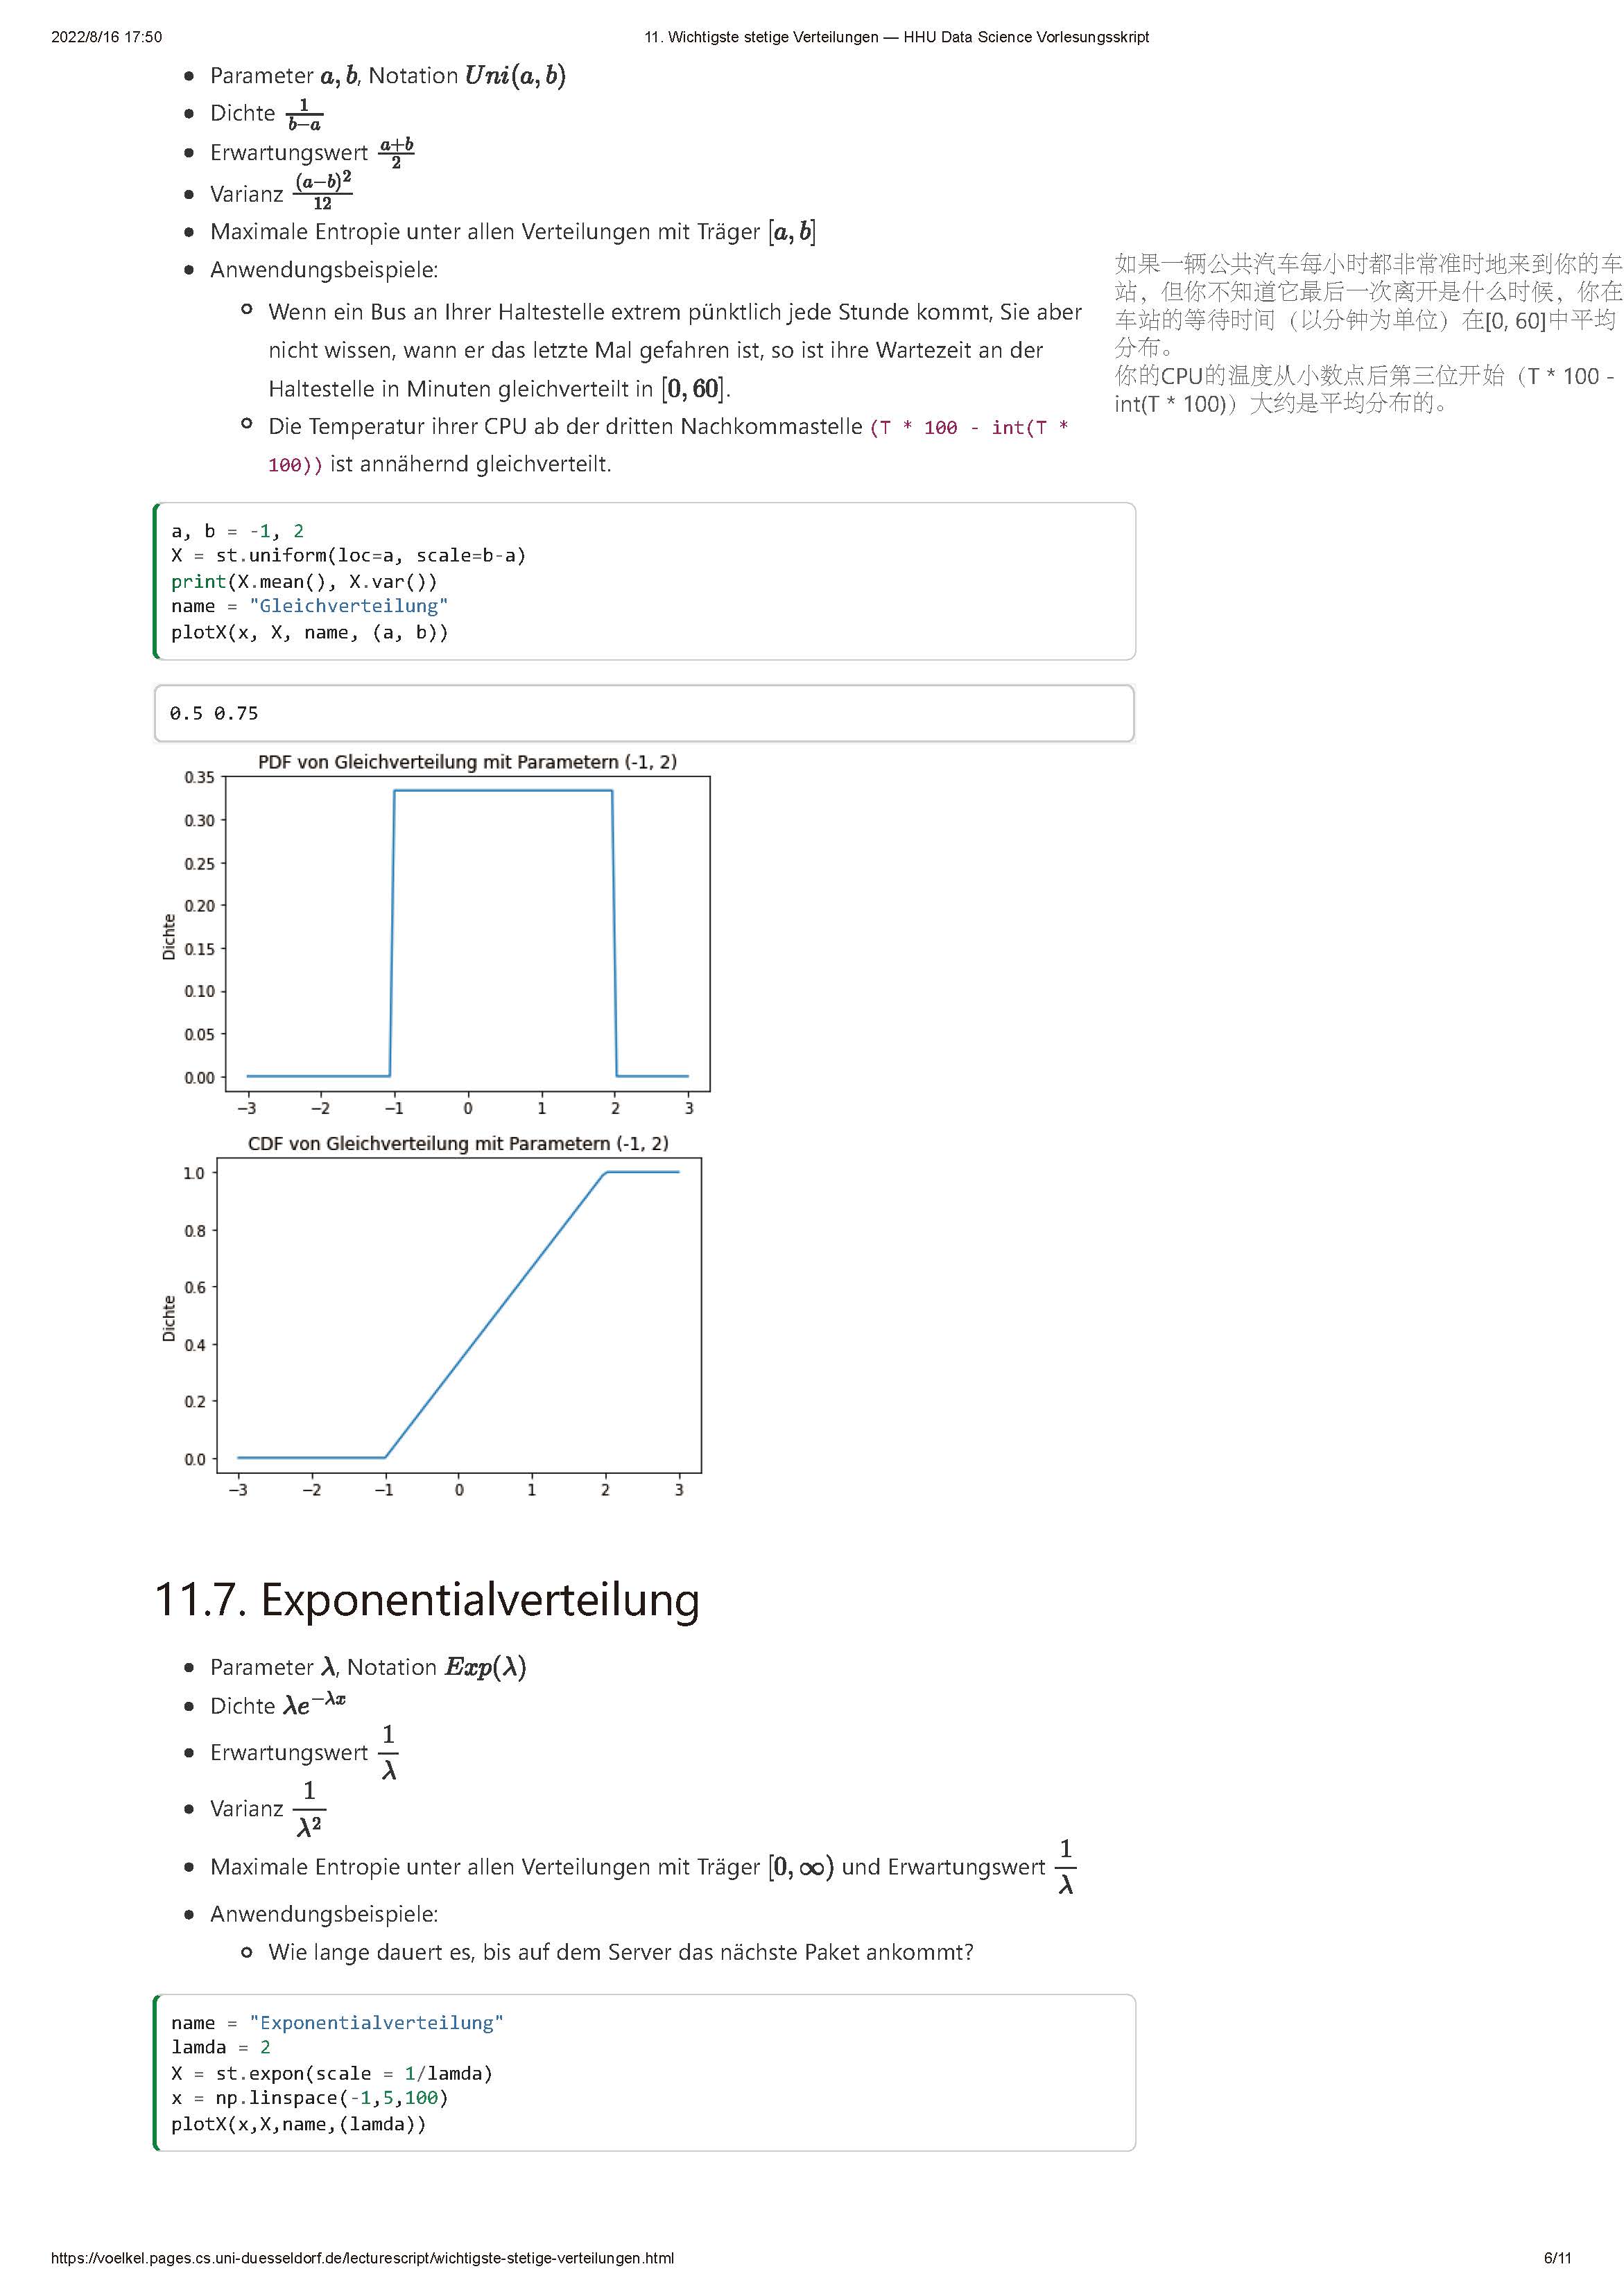 2022/8/16 17:50
11. Wichtigste stetige Verteilungen — HHU Data Science Vorlesungsskript
• Parameter a, b, Notation Uni(a, b)
• Dichte 1/(b−a)
• Erwartungswert (a+b)/2
• Varianz (a−b)²/12
• Maximale Entropie unter allen Verteilungen mit Träger [a, b]
• Anwendungsbeispiele:
◦ Wenn ein Bus an Ihrer Haltestelle extrem pünktlich jede Stunde kommt, Sie aber
nicht wissen, wann er das letzte Mal gefahren ist, so ist ihre Wartezeit an der
Haltestelle in Minuten gleichverteilt in [0, 60].
◦ Die Temperatur ihrer CPU ab der dritten Nachkommastelle (T * 100 - int(T *
100)) ist annähernd gleichverteilt.
如果一辆公共汽车每小时都非常准时地来到你的车
站，但你不知道它最后一次离开是什么时候，你在
车站的等待时间（以分钟为单位）在[0, 60]中平均
分布。
你的CPU的温度从小数点后第三位开始（T * 100 -
int(T * 100)）大约是平均分布的。
a, b = -1, 2
X = st.uniform(loc=a, scale=b-a)
print(X.mean(), X.var())
name = "Gleichverteilung"
plotX(x, X, name, (a, b))
0.5 0.75
PDF von Gleichverteilung mit Parametern (-1, 2)
0.35
0.30
0.25
0.20
0.15
0.10
0.05
0.00
Dichte
−3 −2 −1 0 1 2 3
CDF von Gleichverteilung mit Parametern (-1, 2)
1.0
0.8
0.6
0.4
0.2
0.0
Dichte
−3 −2 −1 0 1 2 3
11.7. Exponentialverteilung
• Parameter λ, Notation Exp(λ)
• Dichte λe^−λx
• Erwartungswert 1/λ
• Varianz 1/λ²
• Maximale Entropie unter allen Verteilungen mit Träger [0, ∞) und Erwartungswert 1/λ
• Anwendungsbeispiele:
◦ Wie lange dauert es, bis auf dem Server das nächste Paket ankommt?
name = "Exponentialverteilung"
lamda = 2
X = st.expon(scale = 1/lamda)
x = np.linspace(-1,5,100)
plotX(x,X,name,(lamda))
https://voelkel.pages.cs.uni-duesseldorf.de/lecturescript/wichtigste-stetige-verteilungen.html
6/11